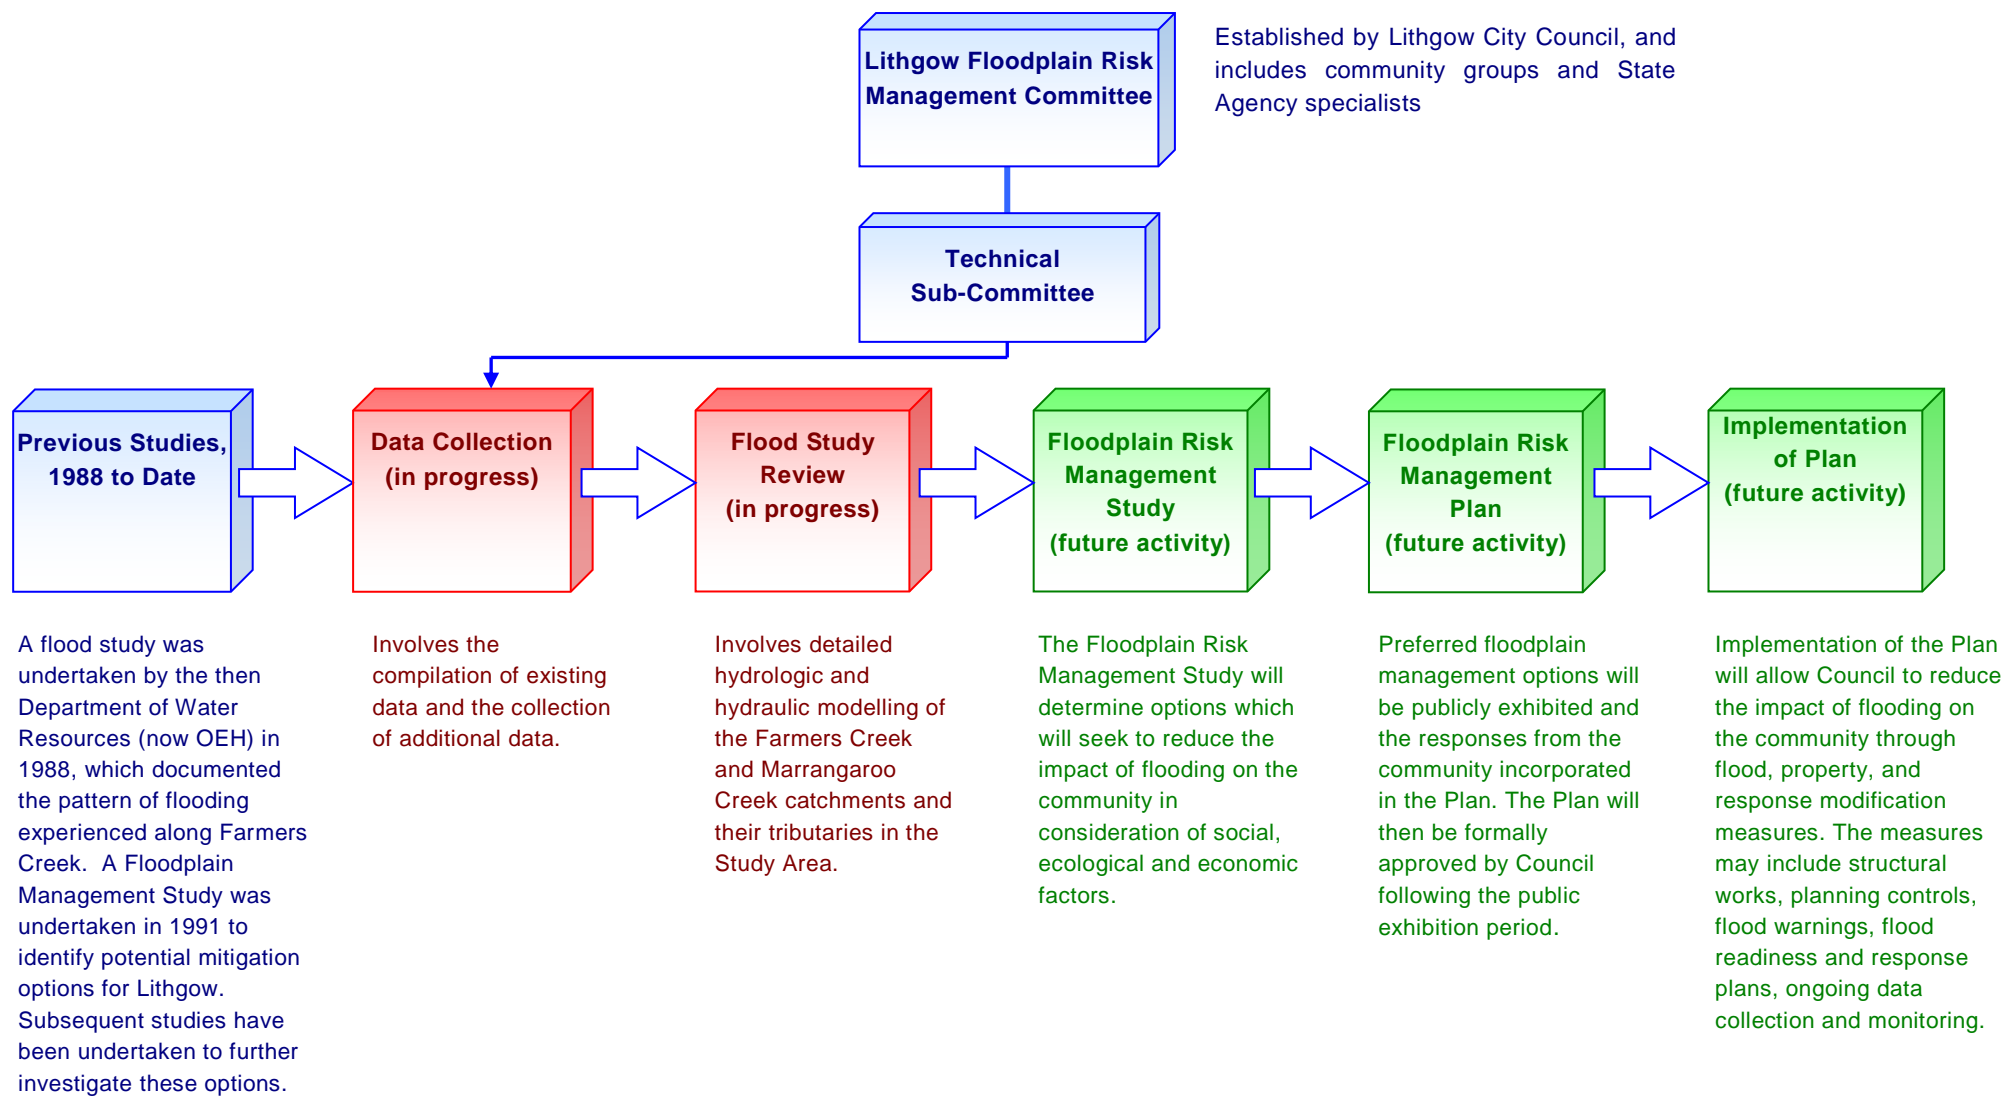 Lithgow Floodplain Risk
Management Committee
Established by Lithgow City Council, and
includes community groups and State
Agency specialists
Technical
Sub-Committee
Previous Studies,
1988 to Date
Data Collection
(in progress)
Flood Study
Review
(in progress)
Floodplain Risk
Management
Study
(future activity)
Floodplain Risk
Management
Plan
(future activity)
Implementation
of Plan
(future activity)
A flood study was
undertaken by the then
Department of Water
Resources (now OEH) in
1988, which documented
the pattern of flooding
experienced along Farmers
Creek. A Floodplain
Management Study was
undertaken in 1991 to
identify potential mitigation
options for Lithgow.
Subsequent studies have
been undertaken to further
investigate these options.
Involves the
compilation of existing
data and the collection
of additional data.
Involves detailed
hydrologic and
hydraulic modelling of
the Farmers Creek
and Marrangaroo
Creek catchments and
their tributaries in the
Study Area.
The Floodplain Risk
Management Study will
determine options which
will seek to reduce the
impact of flooding on the
community in
consideration of social,
ecological and economic
factors.
Preferred floodplain
management options will
be publicly exhibited and
the responses from the
community incorporated
in the Plan. The Plan will
then be formally
approved by Council
following the public
exhibition period.
Implementation of the Plan
will allow Council to reduce
the impact of flooding on
the community through
flood, property, and
response modification
measures. The measures
may include structural
works, planning controls,
flood warnings, flood
readiness and response
plans, ongoing data
collection and monitoring.